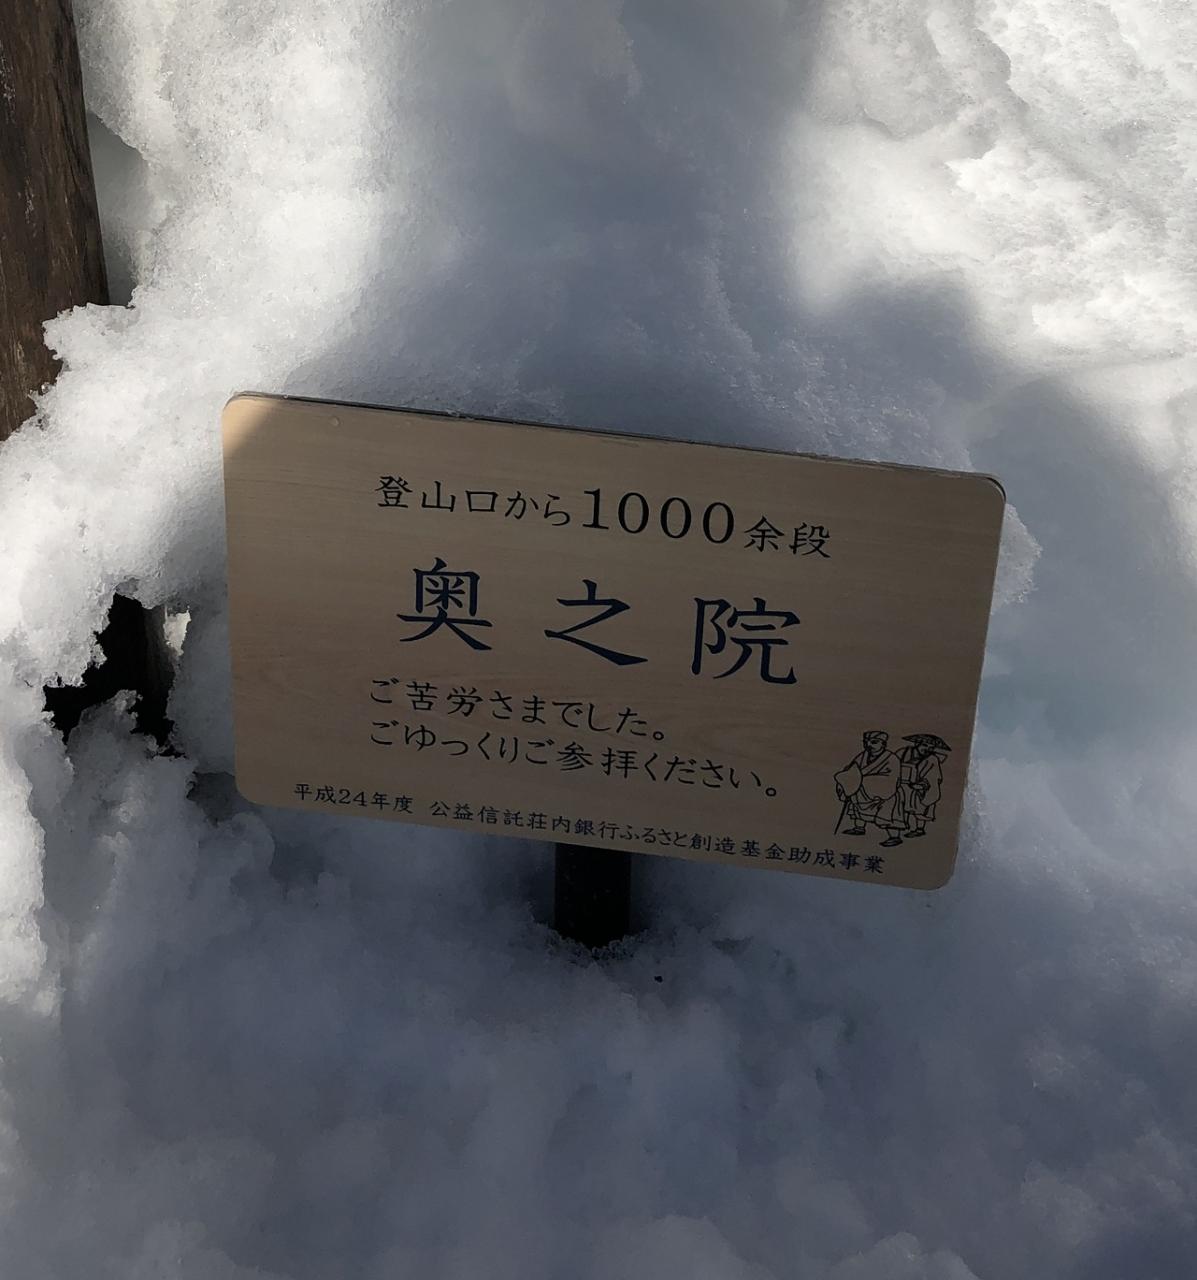 登山口から1000余段
奥之院
ご苦労さまでした。
ごゆっくりご参拝ください。
平成24年度 公益信託荘内銀行ふるさと創造基金助成事業